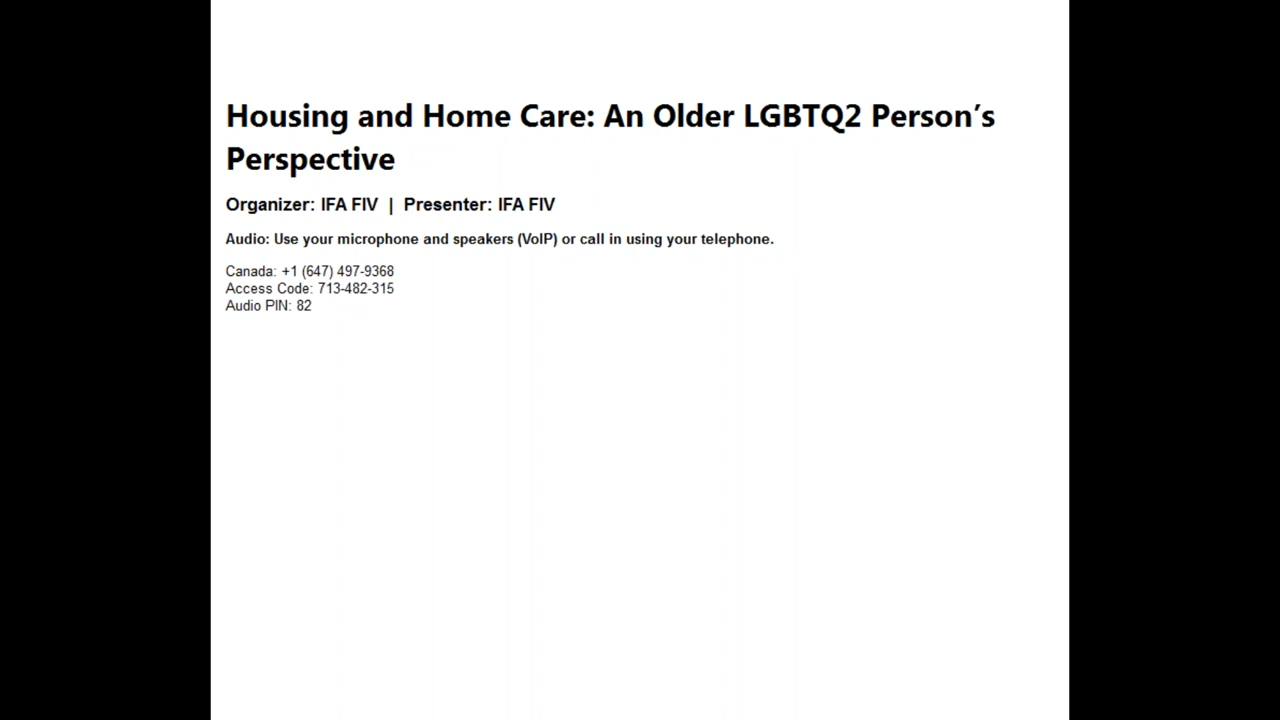 Housing and Home Care: An Older LGBTQ2 Person’s
Perspective
Organizer: IFA FIV | Presenter: IFA FIV
Audio: Use your microphone and speakers (VoIP) or call in using your telephone.
Canada: +1 (647) 497-9368
Access Code: 713-482-315
Audio PIN: 82